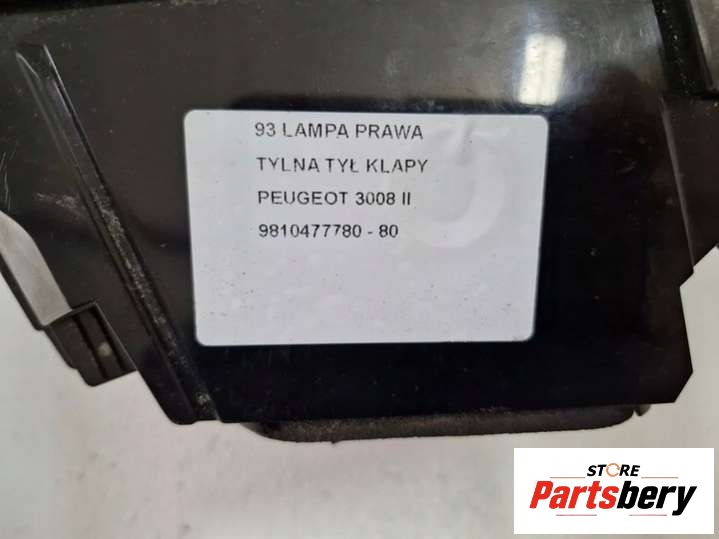 93 LAMPA PRAWA
TYLNA TYŁ KLAPY
PEUGEOT 3008 II
9810477780 - 80
STORE
Partsbery